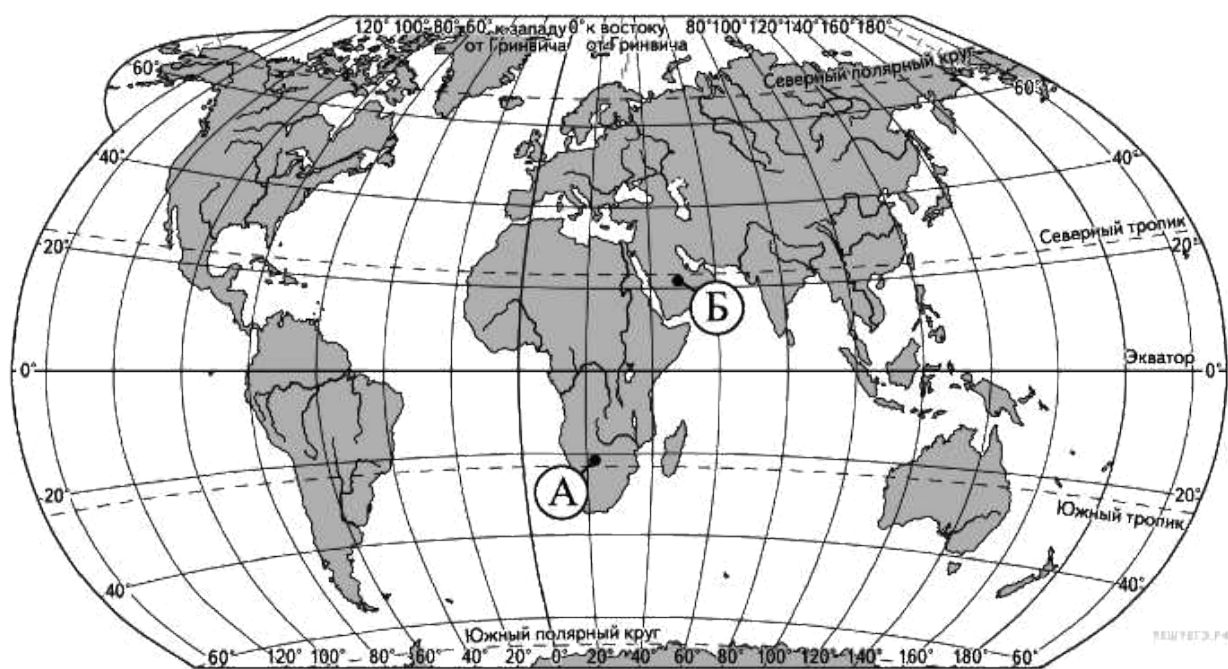 120° 100° 80° 60° к западу 0° к востоку 80° 100° 120° 140° 160° 180°
от Гринвича от Гринвича
Северный полярный круг
60° 60°
40° 40°
Северный тропик
20° 20°
Б
Экватор
0° 0°
А
20° 20°
Южный тропик
40° 40°
Южный полярный круг
60° 120° 100° 80° 60° 40° 20° 0° 20° 40° 60° 80° 100° 120° 140° 160° 180° 60°